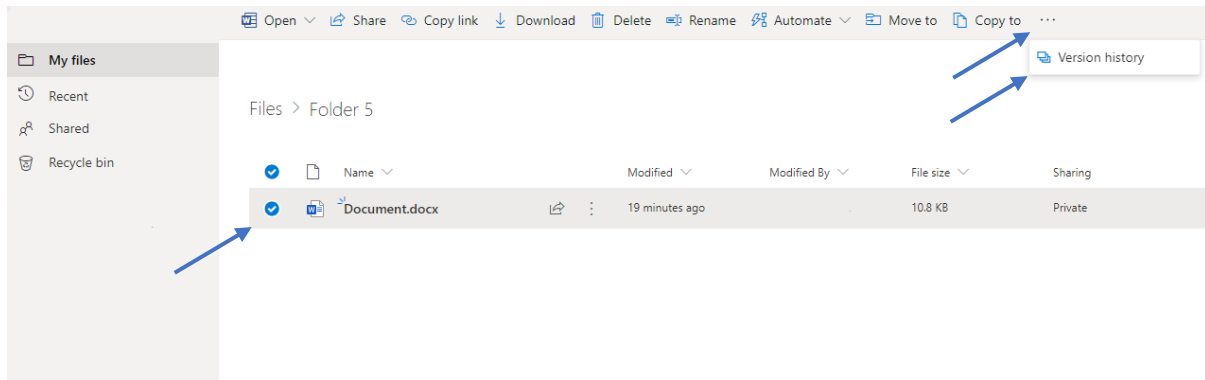 Open Share Copy link Download Delete Rename Automate Move to Copy to ...
Version history
My files
Recent
Shared
Recycle bin
Files > Folder 5
Name Modified Modified By File size Sharing
Document.docx 19 minutes ago 10.8 KB Private